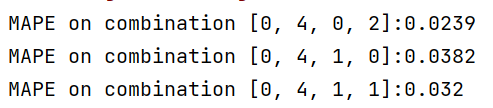 MAPE on combination [0, 4, 0, 2]:0.0239
MAPE on combination [0, 4, 1, 0]:0.0382
MAPE on combination [0, 4, 1, 1]:0.032